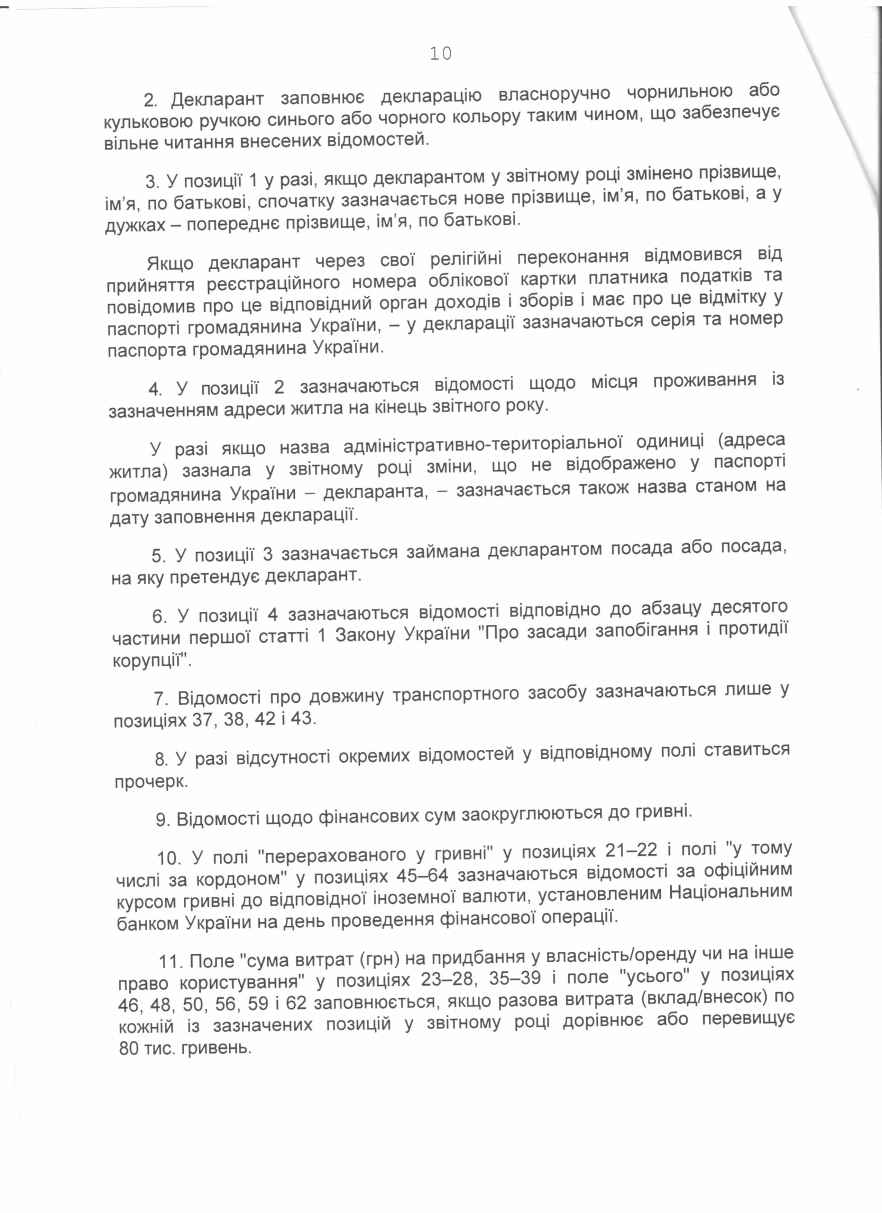 10
2. Декларант заповнює декларацію власноручно чорнильною або
кульковою ручкою синього або чорного кольору таким чином, що забезпечує
вільне читання внесених відомостей.
3. У позиції 1 у разі, якщо декларантом у звітному році змінено прізвище,
ім'я, по батькові, спочатку зазначається нове прізвище, ім'я, по батькові, а у
дужках – попереднє прізвище, ім'я, по батькові.
Якщо декларант через свої релігійні переконання відмовився від
прийняття реєстраційного номера облікової картки платника податків та
повідомив про це відповідний орган доходів і зборів і має про це відмітку у
паспорті громадянина України, – у декларації зазначаються серія та номер
паспорта громадянина України.
4. У позиції 2 зазначаються відомості щодо місця проживання із
зазначенням адреси житла на кінець звітного року.
У разі якщо назва адміністративно-територіальної одиниці (адреса
житла) зазнала у звітному році зміни, що не відображено у паспорті
громадянина України – декларанта, – зазначається також назва станом на
дату заповнення декларації.
5. У позиції 3 зазначається займана декларантом посада або посада,
на яку претендує декларант.
6. У позиції 4 зазначаються відомості відповідно до абзацу десятого
частини першої статті 1 Закону України "Про засади запобігання і протидії
корупції".
7. Відомості про довжину транспортного засобу зазначаються лише у
позиціях 37, 38, 42 і 43.
8. У разі відсутності окремих відомостей у відповідному полі ставиться
прочерк.
9. Відомості щодо фінансових сум заокруглюються до гривні.
10. У полі "перерахованого у гривні" у позиціях 21–22 і полі "у тому
числі за кордоном" у позиціях 45–64 зазначаються відомості за офіційним
курсом гривні до відповідної іноземної валюти, установленим Національним
банком України на день проведення фінансової операції.
11. Поле "сума витрат (грн) на придбання у власність/оренду чи на інше
право користування" у позиціях 23–28, 35–39 і поле "усього" у позиціях
46, 48, 50, 56, 59 і 62 заповнюється, якщо разова витрата (вклад/внесок) по
кожній із зазначених позицій у звітному році дорівнює або перевищує
80 тис. гривень.